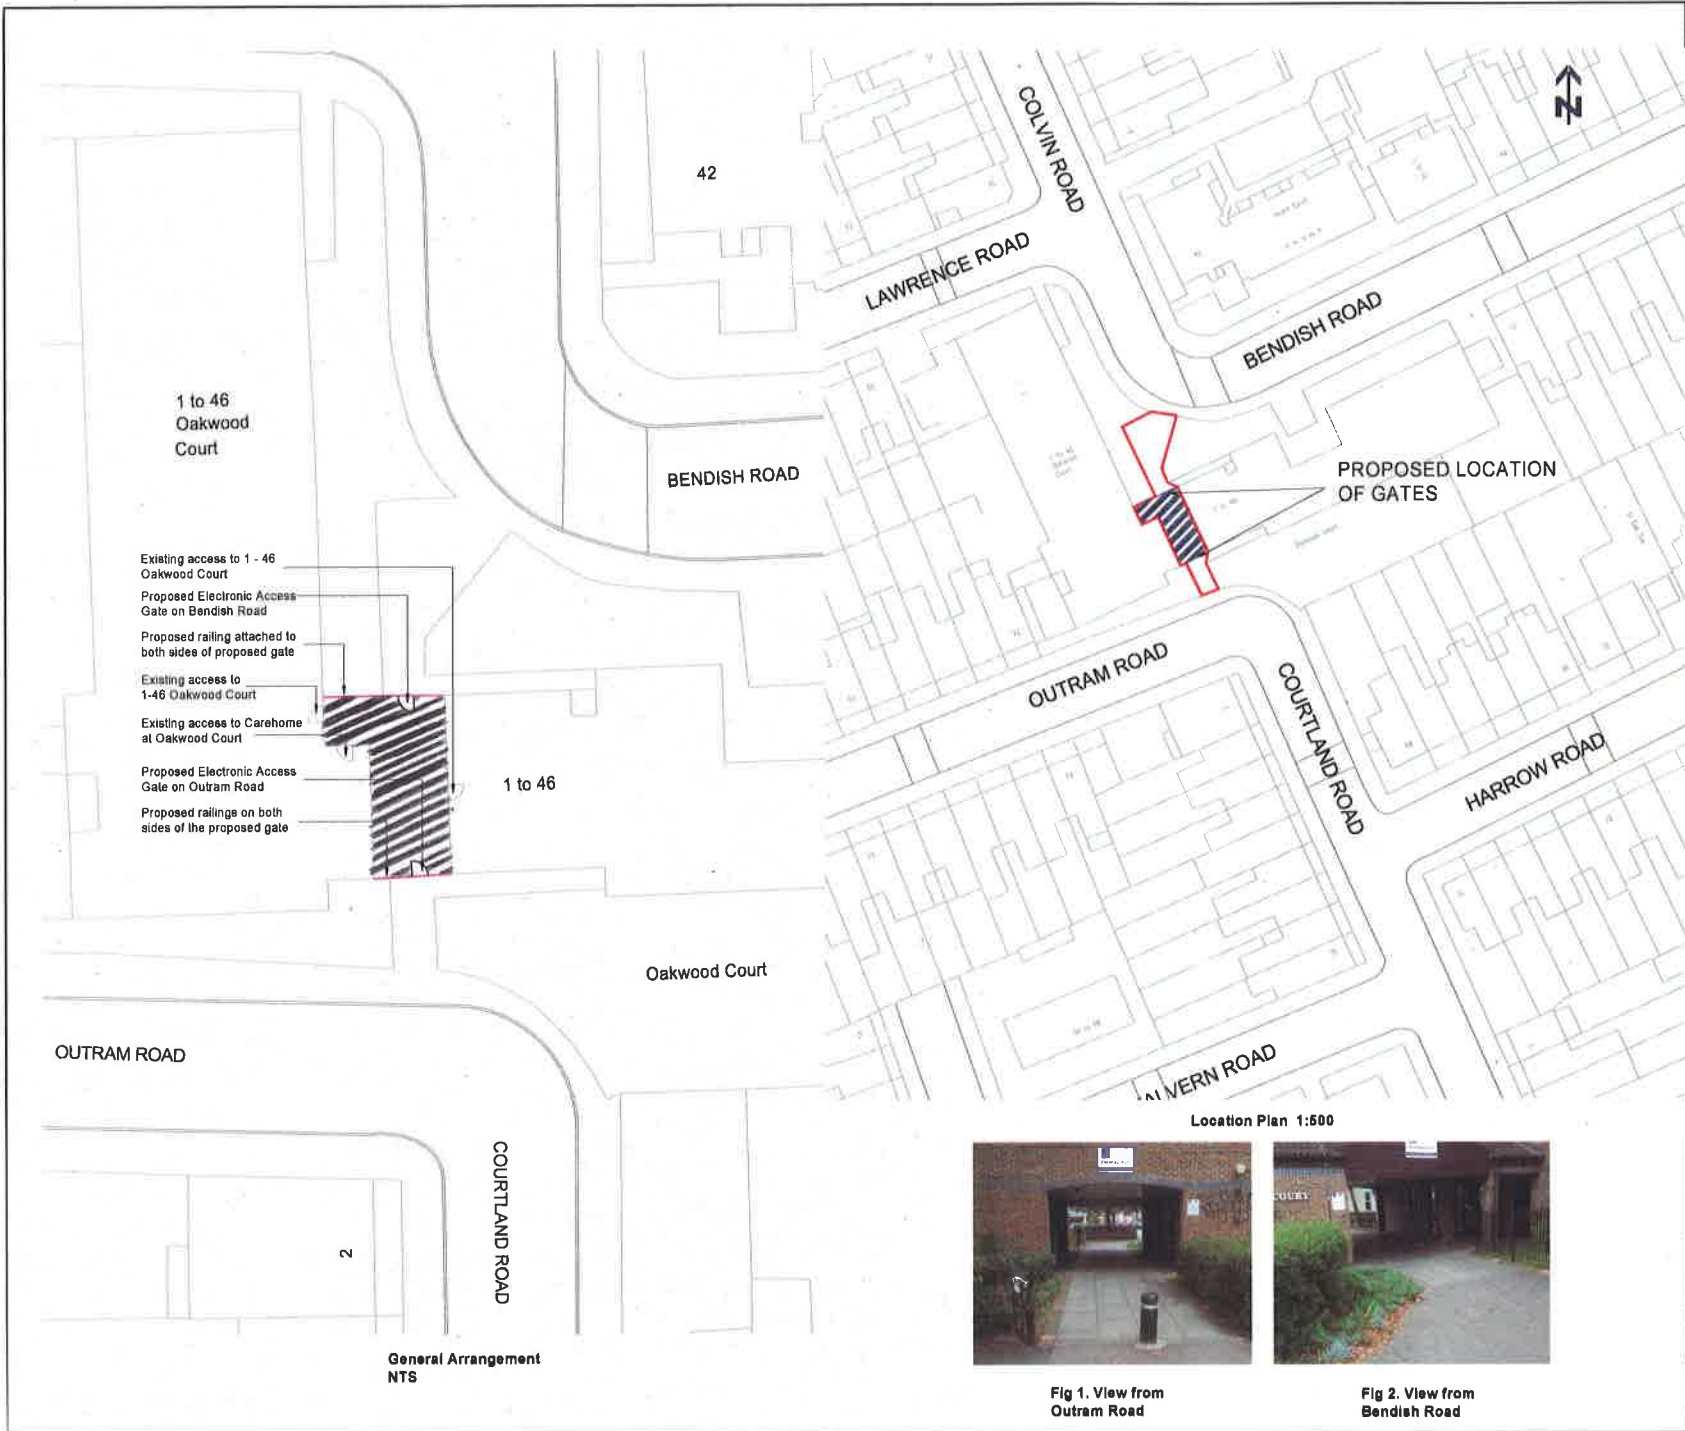 42
1 to 46
Oakwood
Court
BENDISH ROAD
Existing access to 1 - 46
Oakwood Court
Proposed Electronic Access
Gate on Bendish Road
Proposed railing attached to
both sides of proposed gate
Existing access to
1-46 Oakwood Court
Existing access to Carehome
at Oakwood Court
Proposed Electronic Access
Gate on Outram Road
Proposed railings on both
sides of the proposed gate
1 to 46
Oakwood Court
OUTRAM ROAD
COURTLAND ROAD
2
General Arrangement
NTS
N
COLVIN ROAD
LAWRENCE ROAD
BENDISH ROAD
PROPOSED LOCATION
OF GATES
OUTRAM ROAD
COURTLAND ROAD
HARROW ROAD
ALVERN ROAD
Location Plan 1:500
COURT
Fig 1. View from
Outram Road
Fig 2. View from
Bendish Road